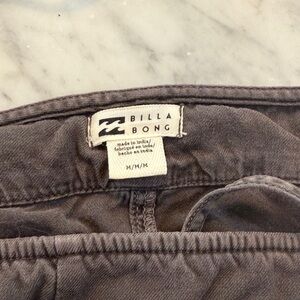 BILLA
BONG
made in India/
fabriqué en Inde/
hecho en India
M/M/M